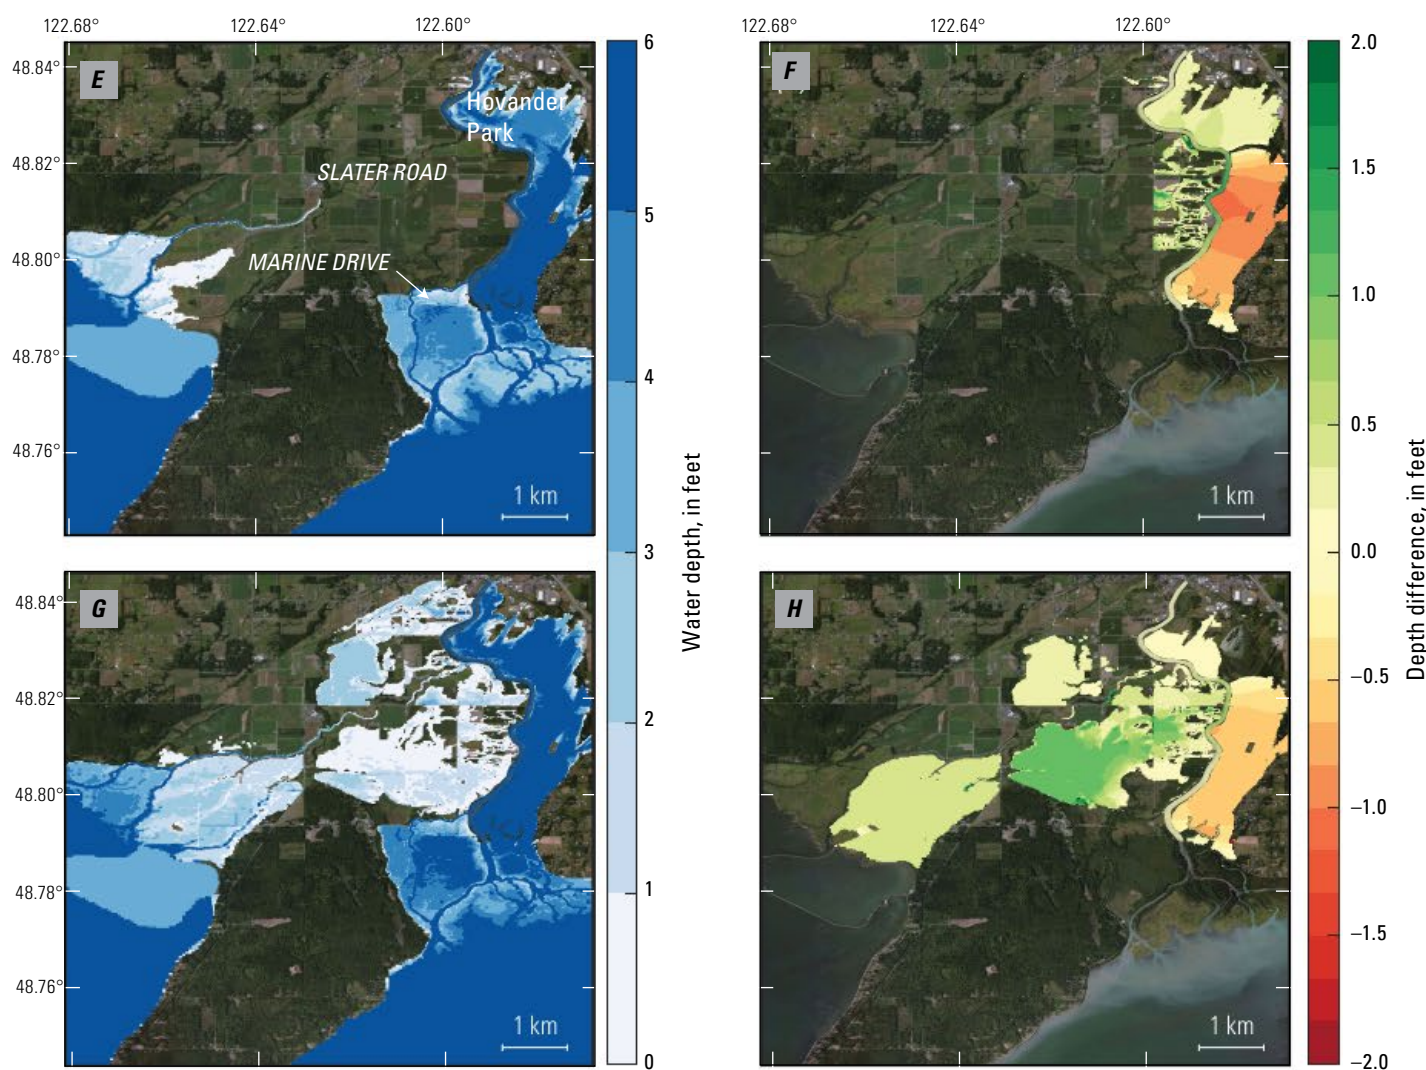 122.68° 122.64° 122.60°
122.68° 122.64° 122.60°
48.84°
48.82°
48.80°
48.78°
48.76°
E
Hovander
Park
SLATER ROAD
MARINE DRIVE
1 km
F
1 km
48.84°
48.82°
48.80°
48.78°
48.76°
G
1 km
H
1 km
6
5
4
3
2
1
0
Water depth, in feet
2.0
1.5
1.0
0.5
0.0
–0.5
–1.0
–1.5
–2.0
Depth difference, in feet